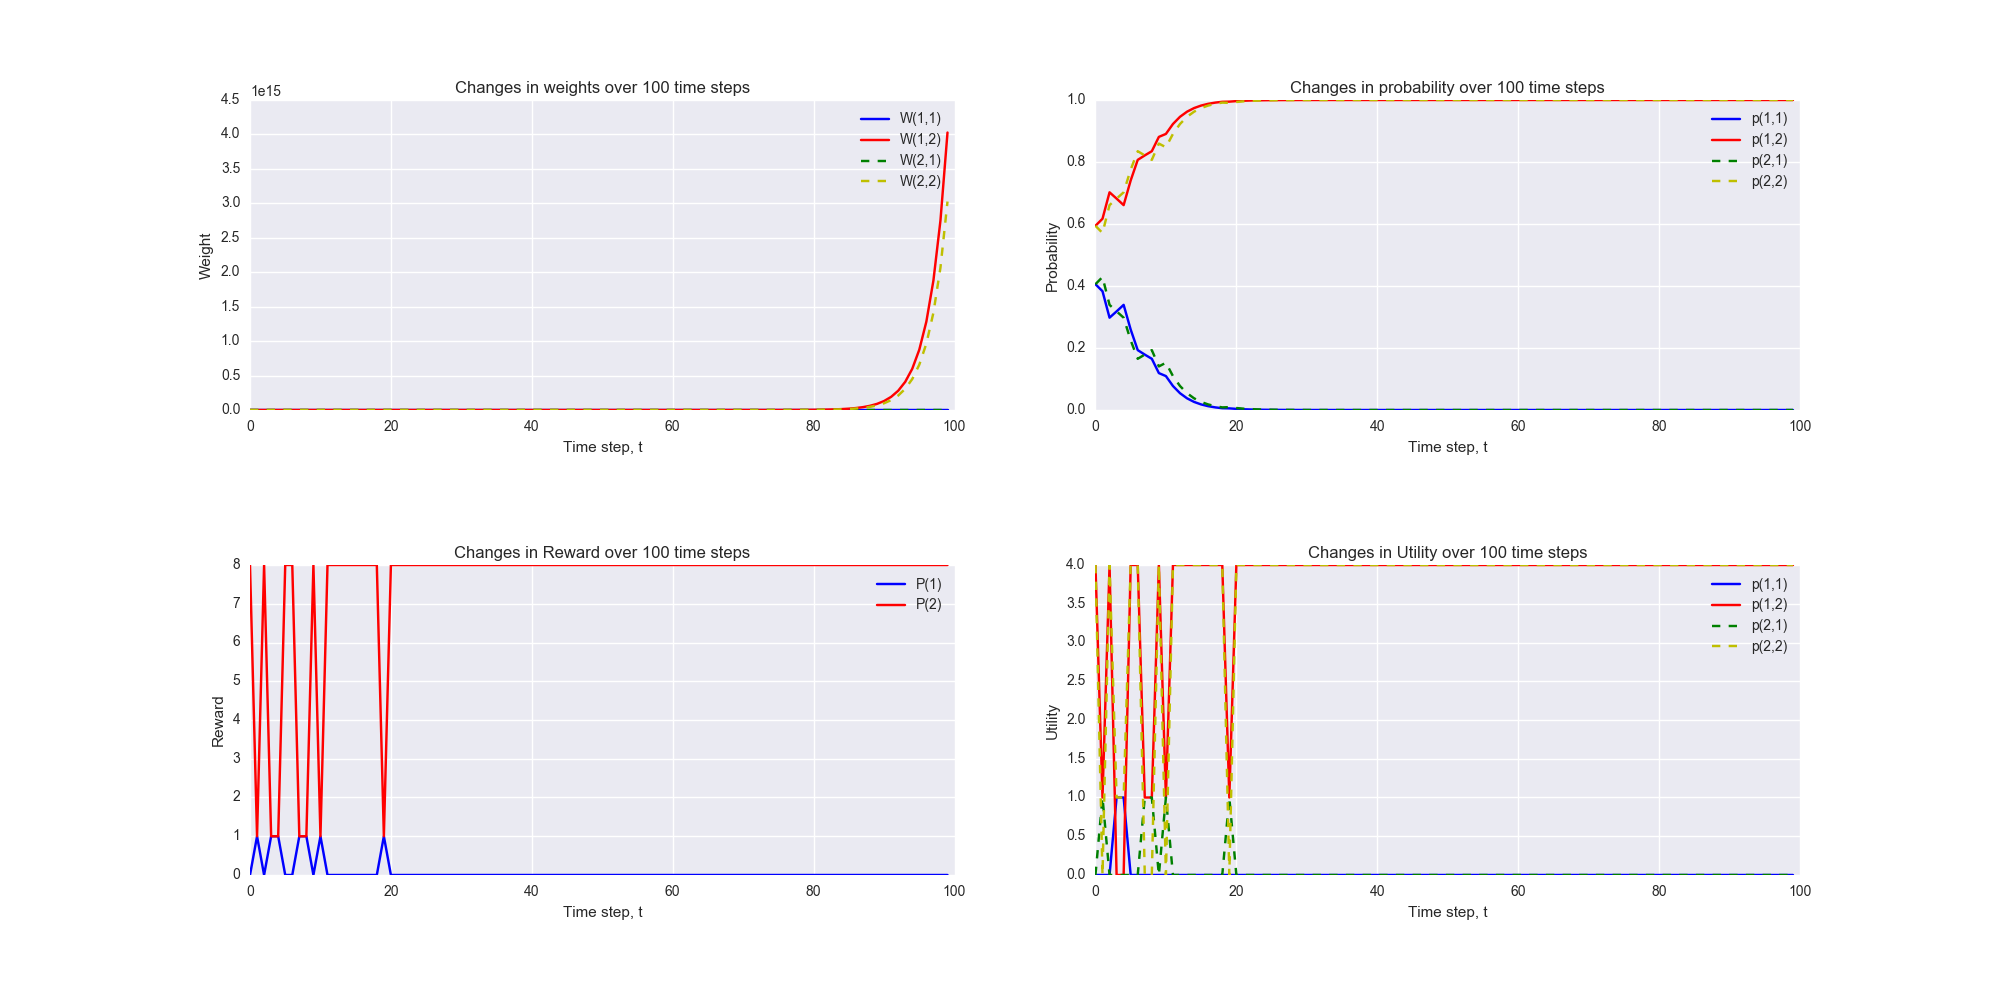 Changes in weights over 100 time steps
1e15
4.5
4.0
3.5
3.0
2.5
2.0
1.5
1.0
0.5
0.0
Weight
W(1,1)
W(1,2)
W(2,1)
W(2,2)
0 20 40 60 80 100
Time step, t
Changes in probability over 100 time steps
1.0
0.8
0.6
0.4
0.2
0.0
Probability
p(1,1)
p(1,2)
p(2,1)
p(2,2)
0 20 40 60 80 100
Time step, t
Changes in Reward over 100 time steps
8
7
6
5
4
3
2
1
0
Reward
P(1)
P(2)
0 20 40 60 80 100
Time step, t
Changes in Utility over 100 time steps
4.0
3.5
3.0
2.5
2.0
1.5
1.0
0.5
0.0
Utility
p(1,1)
p(1,2)
p(2,1)
p(2,2)
0 20 40 60 80 100
Time step, t